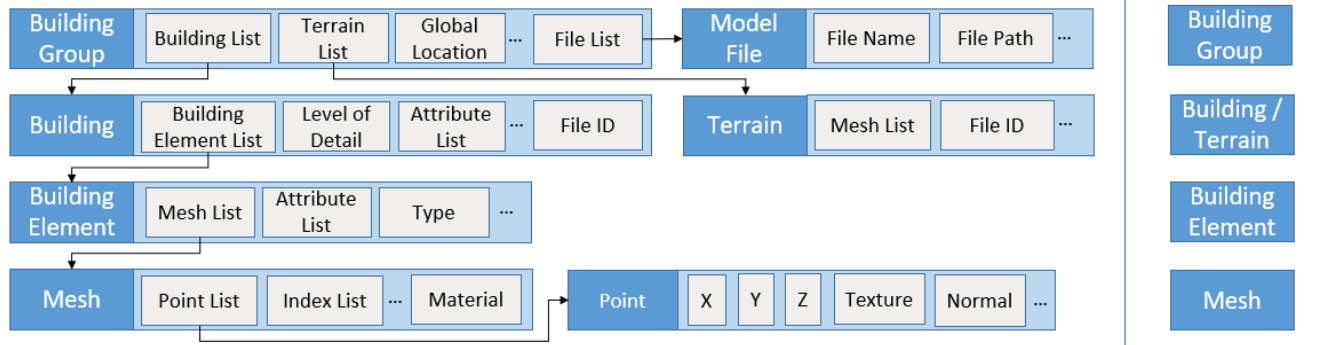 Building
Group
Building List
Terrain
List
Global
Location
...
File List
Model
File
File Name
File Path
...
Building
Group
Building
Building
Element List
Level of
Detail
Attribute
List
...
File ID
Terrain
Mesh List
File ID
...
Building /
Terrain
Building
Element
Mesh List
Attribute
List
Type
...
Building
Element
Mesh
Point List
Index List
...
Material
Point
X
Y
Z
Texture
Normal
...
Mesh